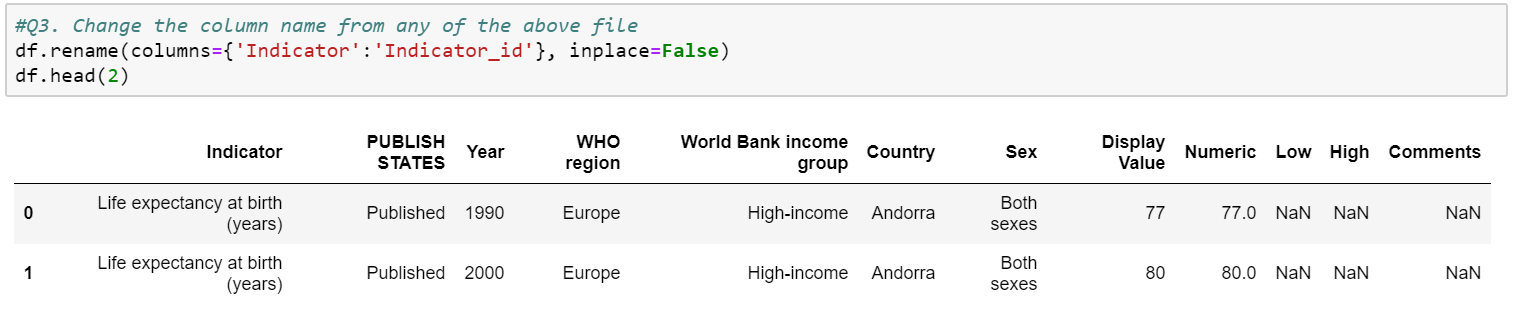 #Q3. Change the column name from any of the above file
df.rename(columns={'Indicator':'Indicator_id'}, inplace=False)
df.head(2)
Indicator PUBLISH STATES Year WHO region World Bank income group Country Sex Display Value Numeric Low High Comments
0 Life expectancy at birth (years) Published 1990 Europe High-income Andorra Both sexes 77 77.0 NaN NaN NaN
1 Life expectancy at birth (years) Published 2000 Europe High-income Andorra Both sexes 80 80.0 NaN NaN NaN